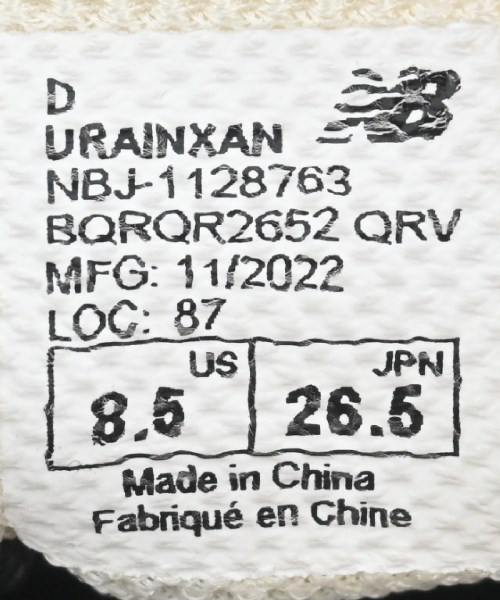 D
URAINXAN
NBJ-1128763
BQRQR2652 QRV
MFG: 11/2022
LOC: 87
US JPN
8.5 26.5
Made in China
Fabriqué en Chine